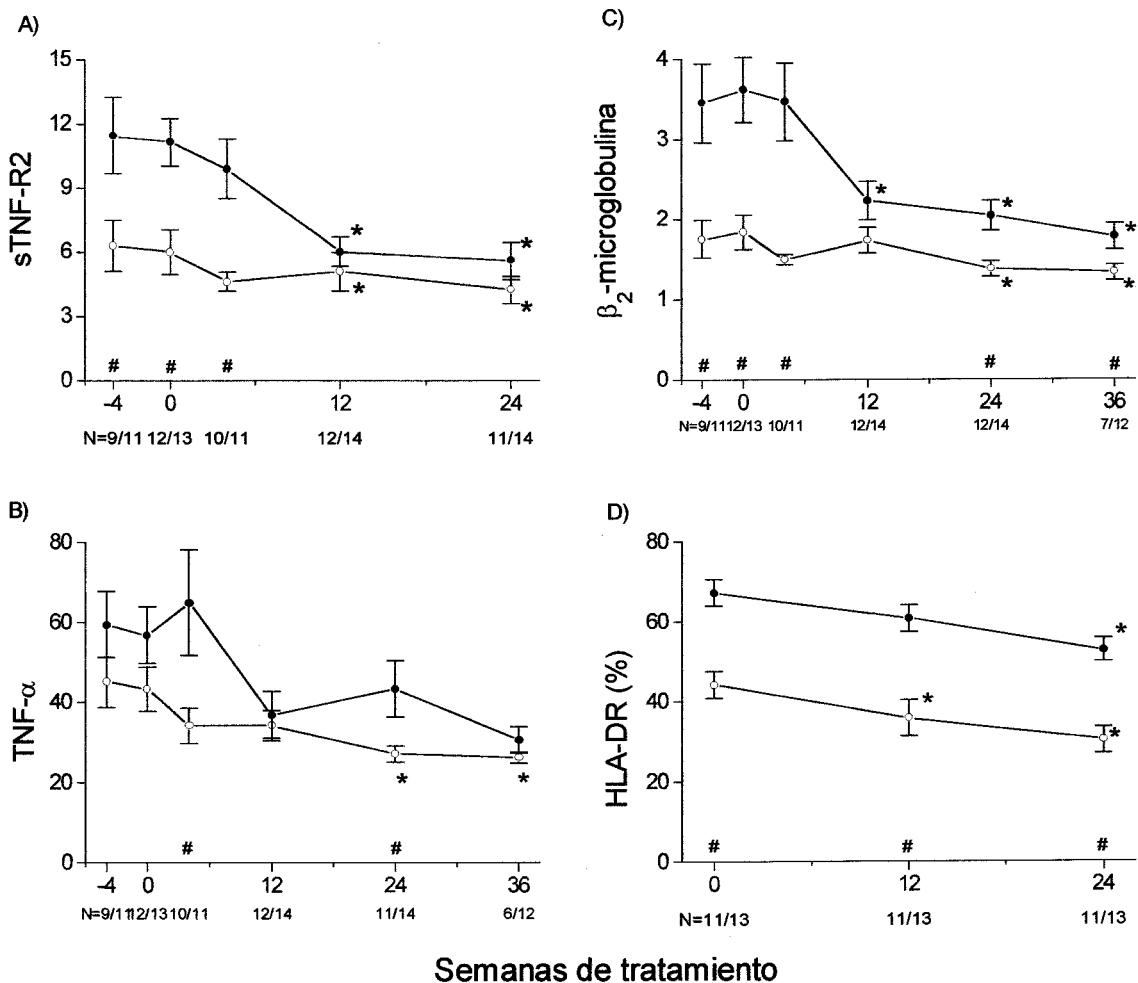 A)
15
12
9
6
3
0
sTNF-R2
* *
* *
# # #
-4 0 12 24
N=9/11 12/13 10/11 12/14 11/14
C)
4
3
2
1
0
β2-microglobulina
* * *
* *
# # # # #
-4 0 12 24 36
N=9/11 12/13 10/11 12/14 12/14 7/12
B)
80
60
40
20
0
TNF-α
* *
# #
-4 0 12 24 36
N=9/11 12/13 10/11 12/14 11/14 6/12
D)
80
60
40
20
0
HLA-DR (%)
*
* *
# # #
0 12 24
N=11/13 11/13 11/13
Semanas de tratamiento